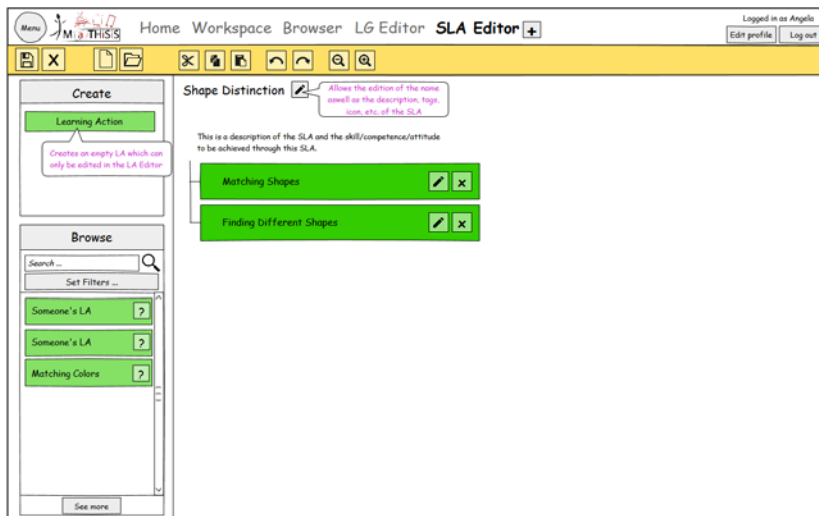 Menu
MaTHiSiS
Home Workspace Browser LG Editor SLA Editor +
Logged in as Angela
Edit profile Log out
X
Create
Learning Action
Creates an empty LA which can
only be edited in the LA Editor
Browse
Search ...
Set Filters ...
Someone's LA ?
Someone's LA ?
Matching Colors ?
See more
Shape Distinction
Allows the edition of the name
aswell as the description, tags,
icon, etc. of the SLA
This is a description of the SLA and the skill/competence/attitude
to be achieved through this SLA.
Matching Shapes x
Finding Different Shapes x